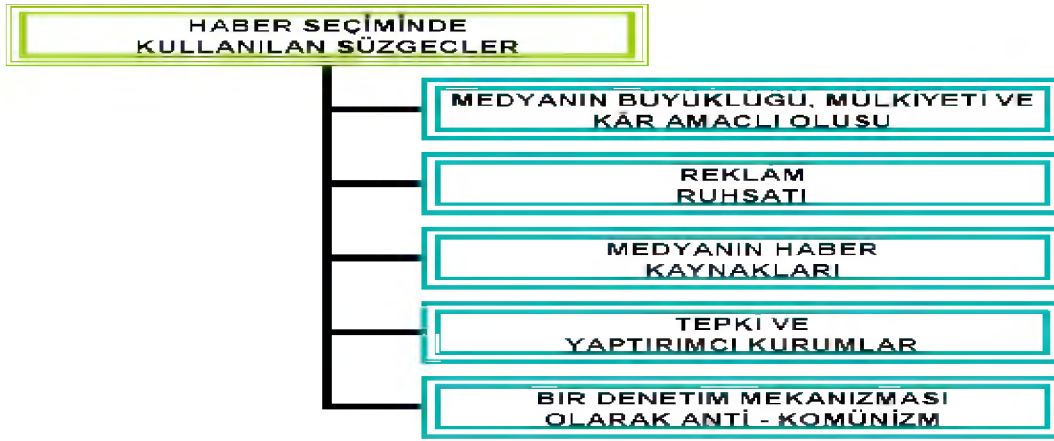 HABER SEÇİMİNDE
KULLANILAN SÜZGEÇLER
MEDYANIN BÜYÜKLÜĞÜ, MÜLKİYETİ VE
KÂR AMAÇLI OLUŞU
REKLAM
RUHSATI
MEDYANIN HABER
KAYNAKLARI
TEPKİ VE
YAPTIRIMCI KURUMLAR
BİR DENETİM MEKANİZMASI
OLARAK ANTİ - KOMÜNİZM